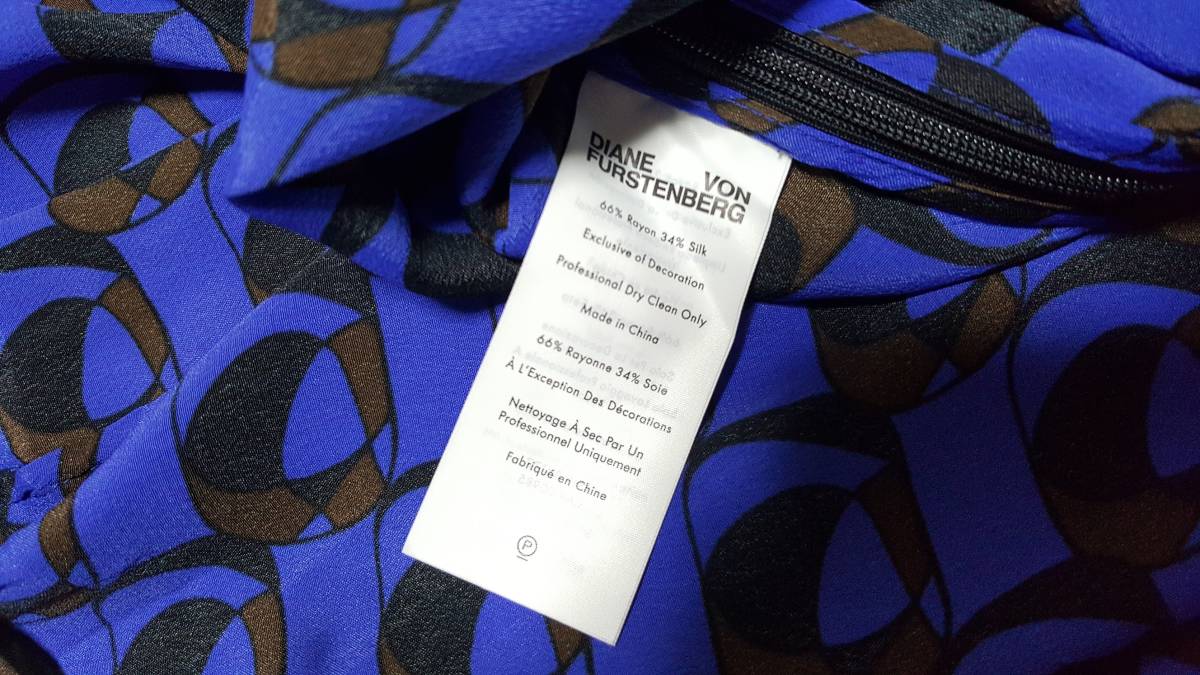 DIANE VON
FURSTENBERG
66% Rayon 34% Silk
Exclusive of Decoration
Professional Dry Clean Only
Made in China
66% Rayonne 34% Soie
À L'Exception Des Décorations
Nettoyage À Sec Par Un
Professionnel Uniquement
Fabriqué en Chine
P